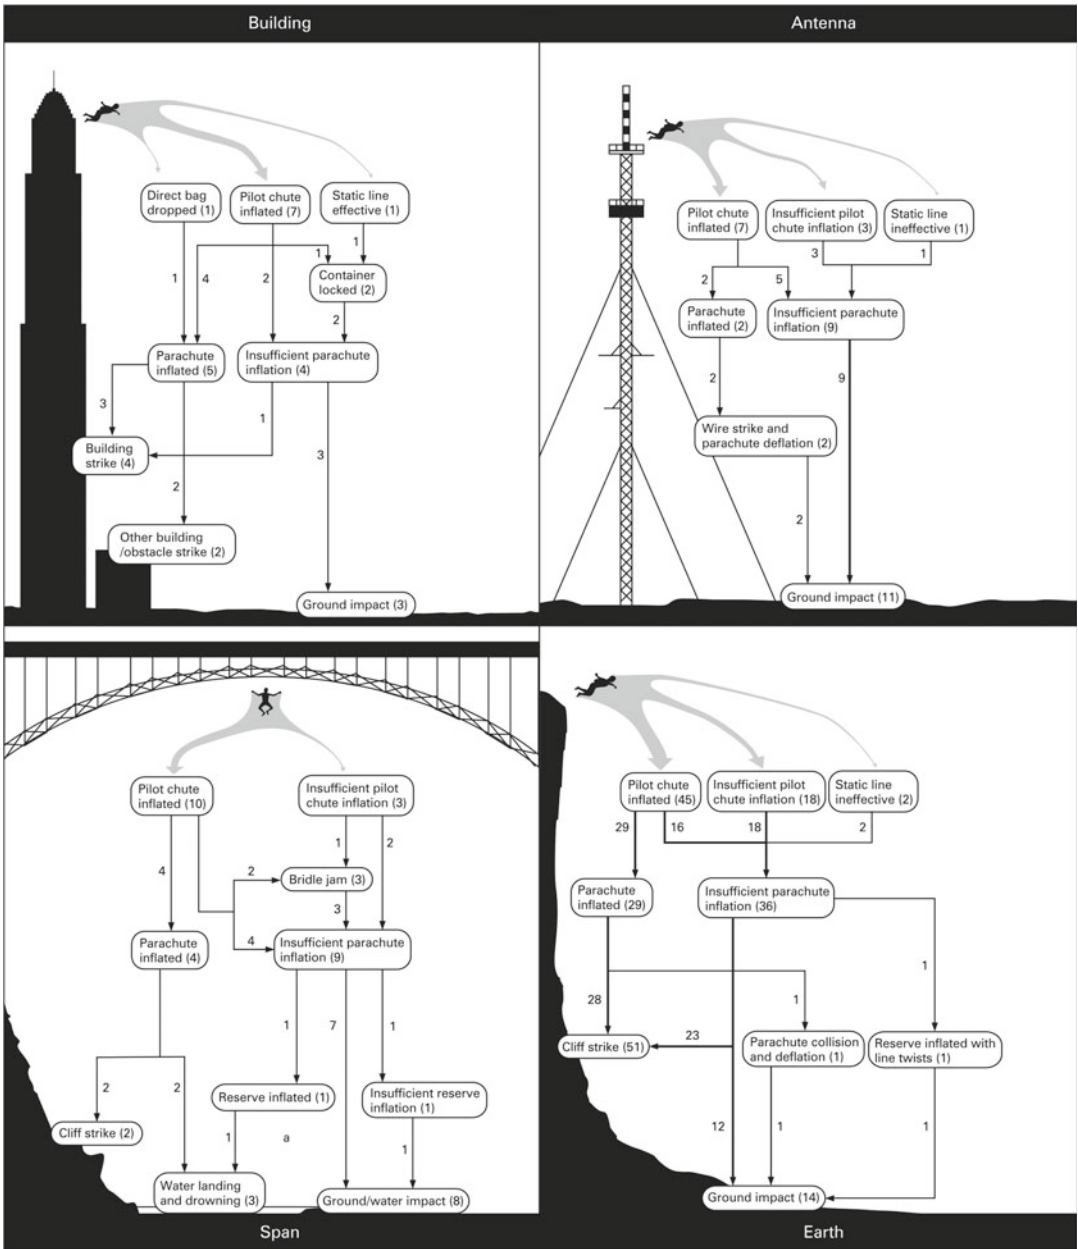 Building
Direct bag
dropped (1)
Pilot chute
inflated (7)
Static line
effective (1)
1
1
Container
locked (2)
1
4
2
2
Parachute
inflated (5)
Insufficient parachute
inflation (4)
3
1
Building
strike (4)
3
2
Other building
/obstacle strike (2)
Ground impact (3)
Antenna
Pilot chute
inflated (7)
Insufficient pilot
chute inflation (3)
Static line
ineffective (1)
3
1
2
5
Parachute
inflated (2)
Insufficient parachute
inflation (9)
2
9
Wire strike and
parachute deflation (2)
2
Ground impact (11)
Pilot chute
inflated (10)
Insufficient pilot
chute inflation (3)
1
2
4
2
Bridle jam (3)
3
4
Parachute
inflated (4)
Insufficient parachute
inflation (9)
1
7
1
2
2
Reserve inflated (1)
Insufficient reserve
inflation (1)
Cliff strike (2)
1
a
1
Water landing
and drowning (3)
Ground/water impact (8)
Span
Pilot chute
inflated (45)
Insufficient pilot
chute inflation (18)
Static line
ineffective (2)
29
16
18
2
Parachute
inflated (29)
Insufficient parachute
inflation (36)
1
28
1
23
Cliff strike (51)
Parachute collision
and deflation (1)
Reserve inflated with
line twists (1)
12
1
1
Ground impact (14)
Earth